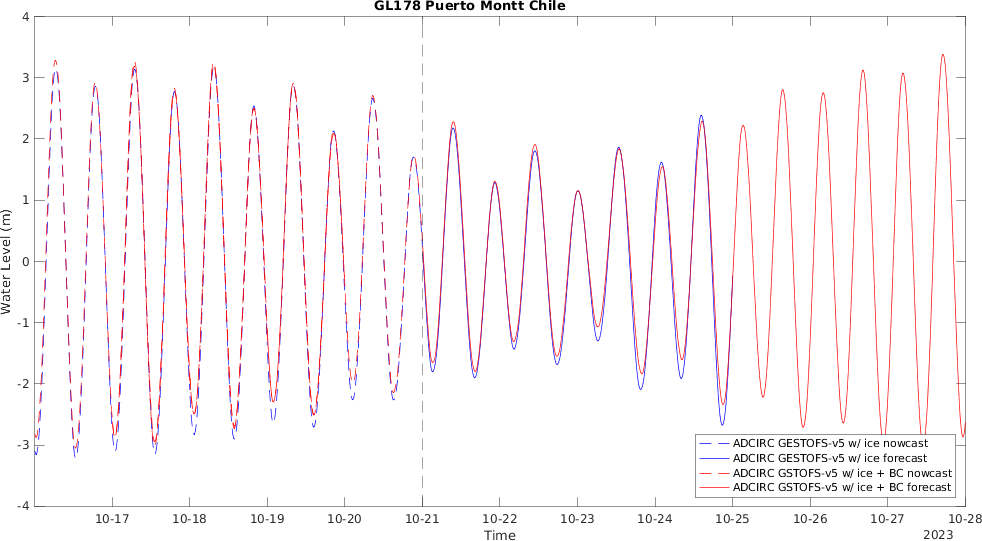 GL178 Puerto Montt Chile
Water Level (m)
4
3
2
1
0
-1
-2
-3
-4
ADCIRC GESTOFS-v5 w/ ice nowcast
ADCIRC GESTOFS-v5 w/ ice forecast
ADCIRC GSTOFS-v5 w/ ice + BC nowcast
ADCIRC GSTOFS-v5 w/ ice + BC forecast
10-17 10-18 10-19 10-20 10-21 10-22 10-23 10-24 10-25 10-26 10-27 10-28
Time
2023